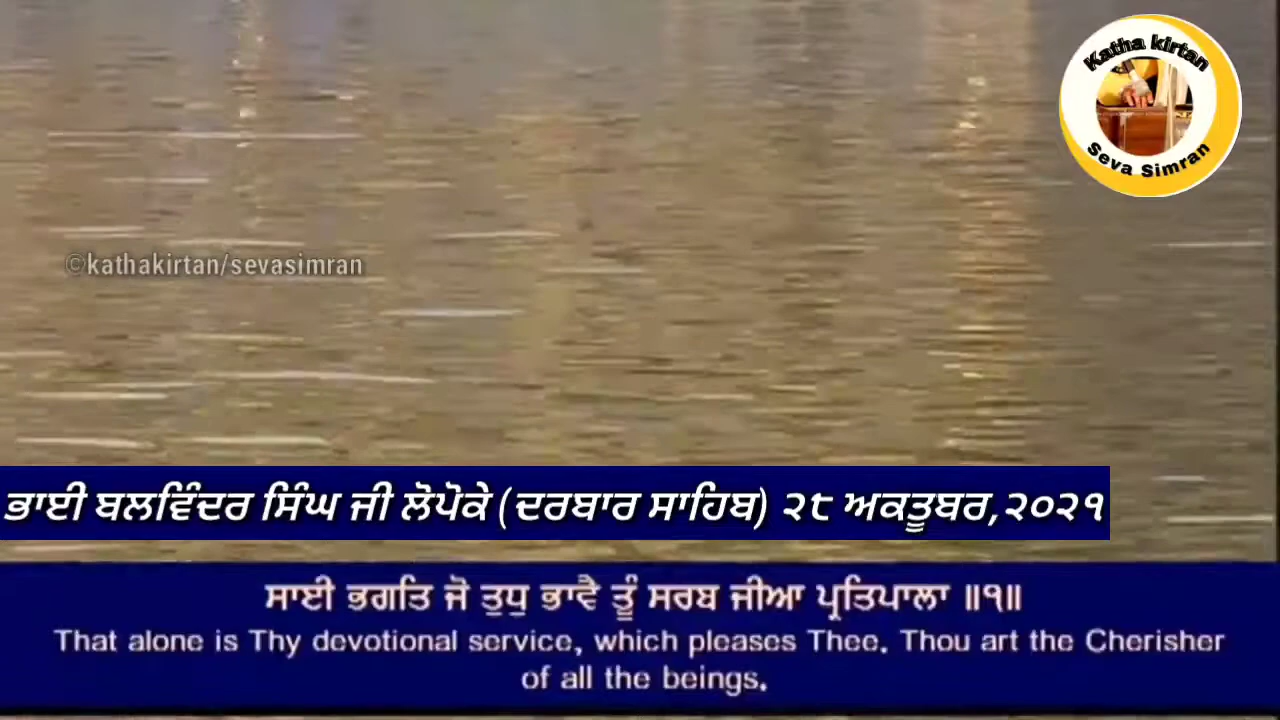 Katha kirtan
Seva Simran
©kathakirtan/sevasimran
ਭਾਈ ਬਲਵਿੰਦਰ ਸਿੰਘ ਜੀ ਲੋਪੋਕੇ (ਦਰਬਾਰ ਸਾਹਿਬ) ੨੮ ਅਕਤੂਬਰ,੨੦੨੧
ਸਾਈ ਭਗਤਿ ਜੋ ਤੁਧੁ ਭਾਵੈ ਤੂੰ ਸਰਬ ਜੀਆ ਪ੍ਰਤਿਪਾਲਾ ॥੧॥
That alone is Thy devotional service, which pleases Thee. Thou art the Cherisher
of all the beings.